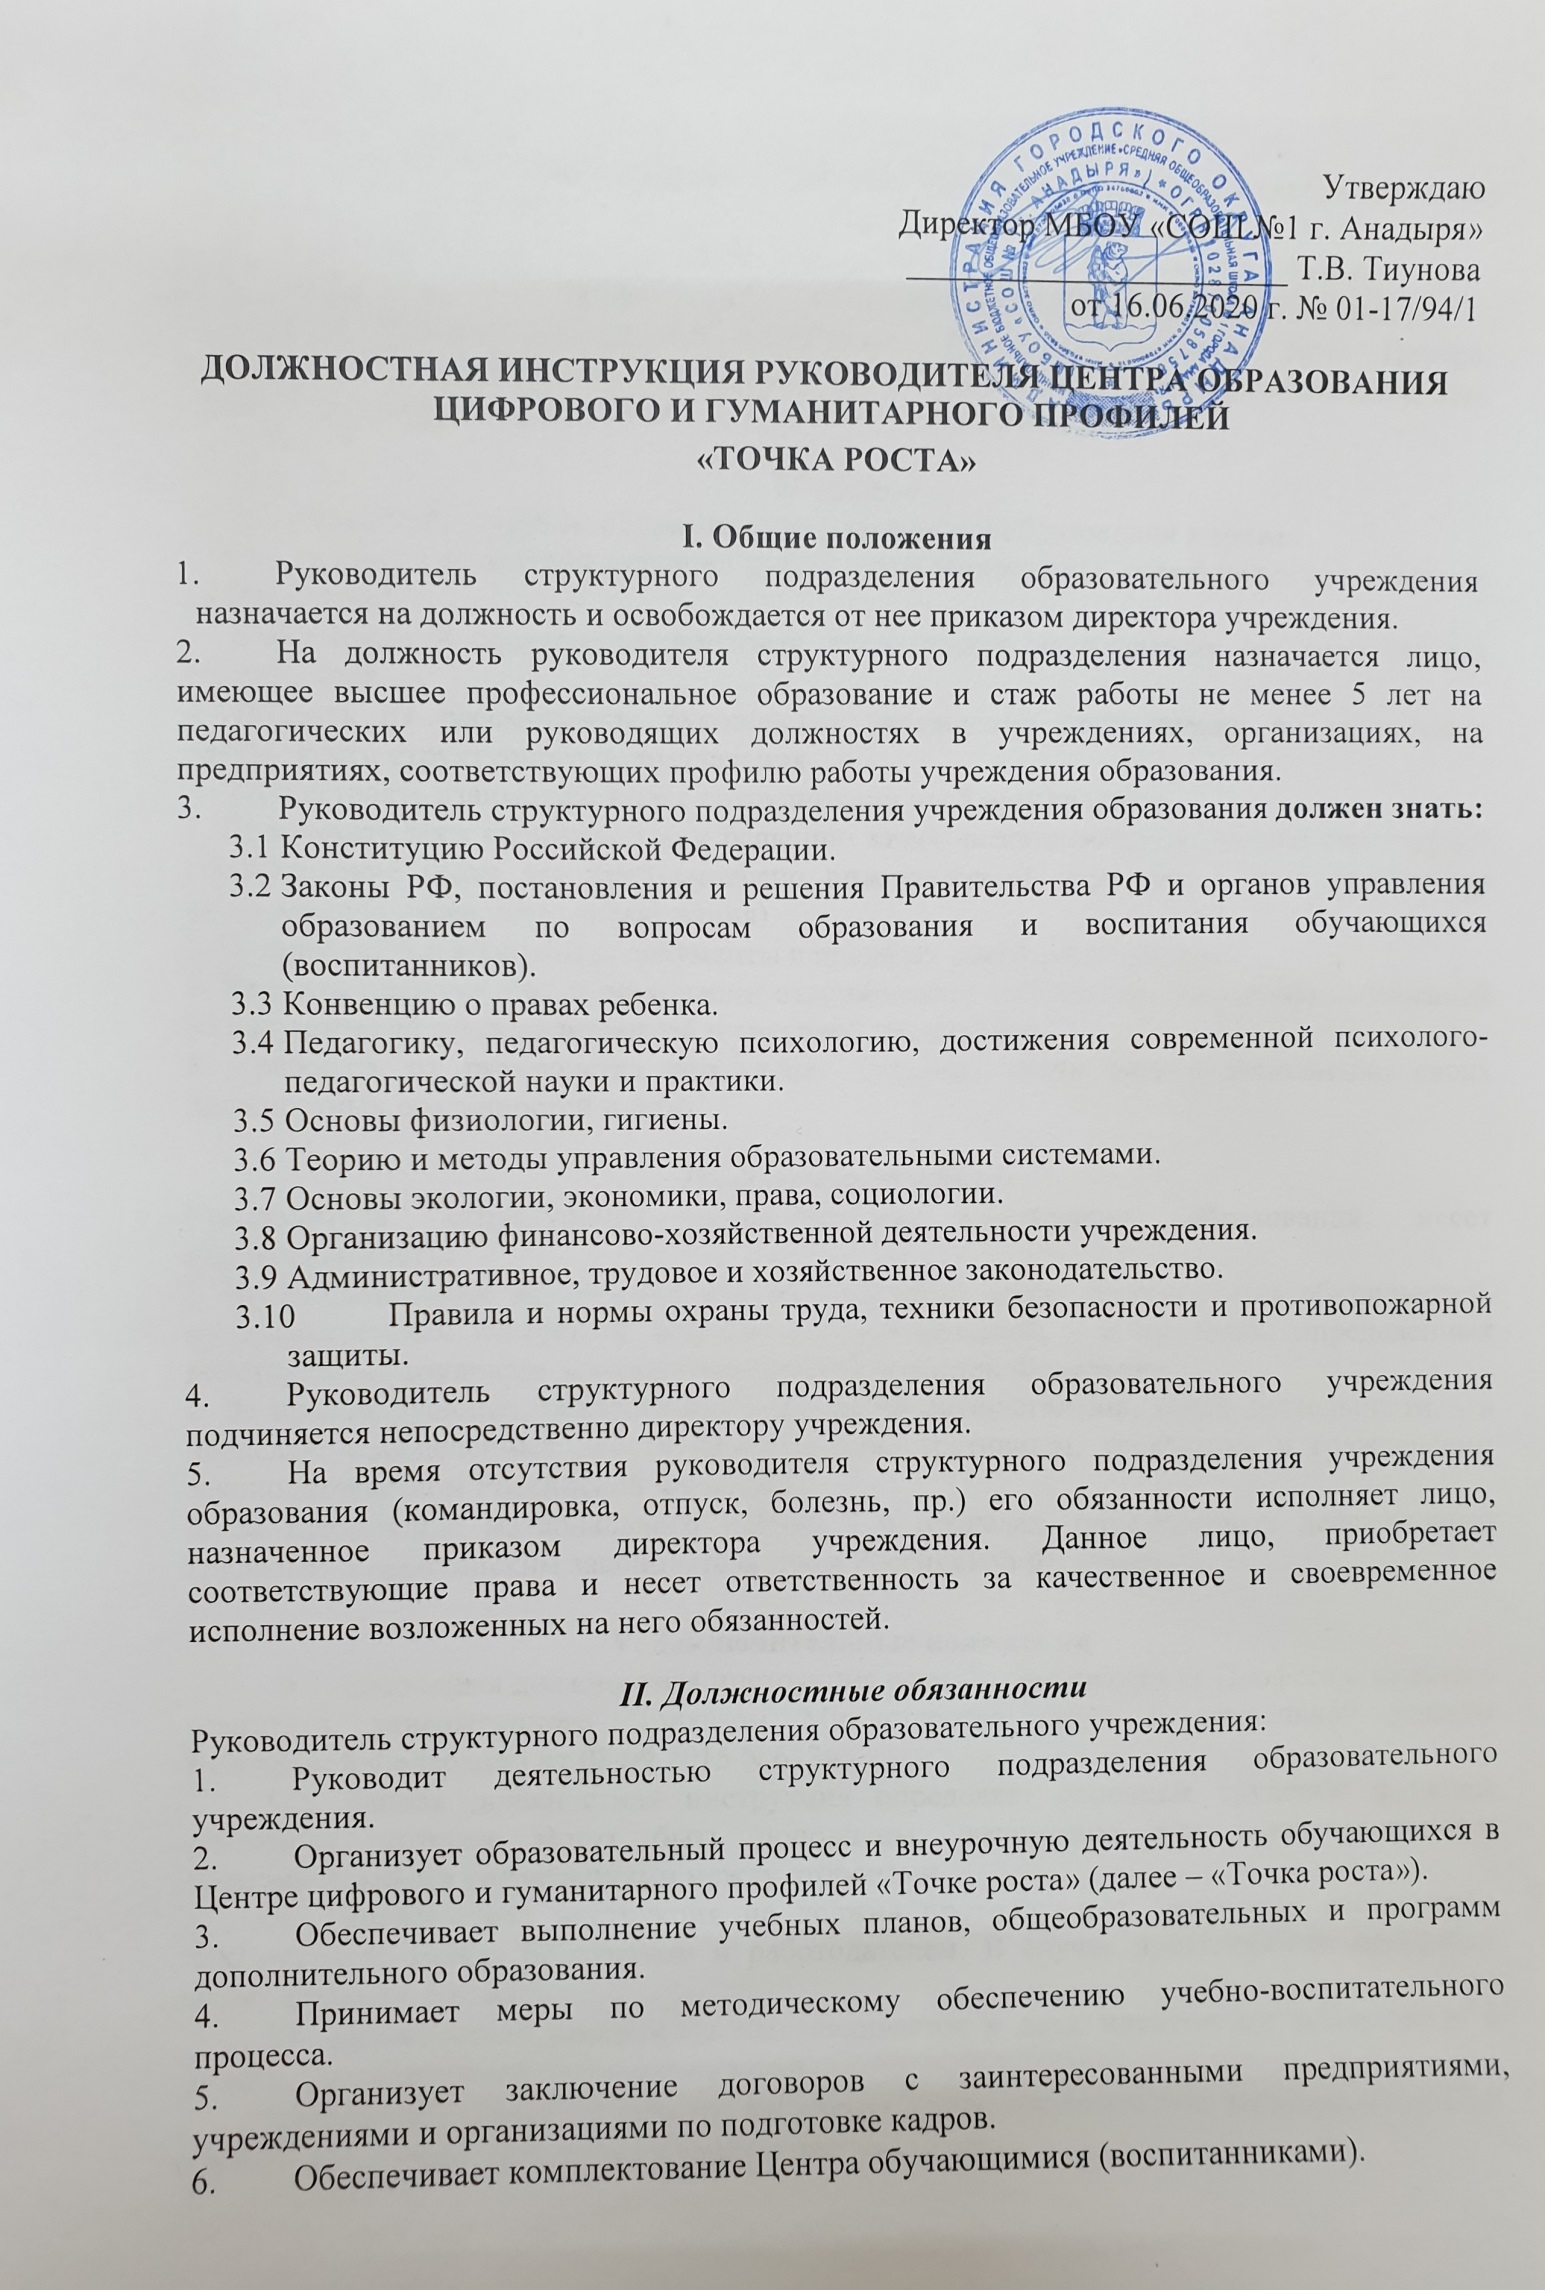 Утверждаю
Директор МБОУ «СОШ №1 г. Анадыря»
Т.В. Тиунова
от 16.06.2020 г. № 01-17/94/1
АДМИНИСТРАЦИЯ ГОРОДСКОГО ОКРУГА АНАДЫРЬ
ДОЛЖНОСТНАЯ ИНСТРУКЦИЯ РУКОВОДИТЕЛЯ ЦЕНТРА ОБРАЗОВАНИЯ
ЦИФРОВОГО И ГУМАНИТАРНОГО ПРОФИЛЕЙ
«ТОЧКА РОСТА»
I. Общие положения
1. Руководитель структурного подразделения образовательного учреждения
назначается на должность и освобождается от нее приказом директора учреждения.
2. На должность руководителя структурного подразделения назначается лицо,
имеющее высшее профессиональное образование и стаж работы не менее 5 лет на
педагогических или руководящих должностях в учреждениях, организациях, на
предприятиях, соответствующих профилю работы учреждения образования.
3. Руководитель структурного подразделения учреждения образования должен знать:
3.1 Конституцию Российской Федерации.
3.2 Законы РФ, постановления и решения Правительства РФ и органов управления
образованием по вопросам образования и воспитания обучающихся
(воспитанников).
3.3 Конвенцию о правах ребенка.
3.4 Педагогику, педагогическую психологию, достижения современной психолого-
педагогической науки и практики.
3.5 Основы физиологии, гигиены.
3.6 Теорию и методы управления образовательными системами.
3.7 Основы экологии, экономики, права, социологии.
3.8 Организацию финансово-хозяйственной деятельности учреждения.
3.9 Административное, трудовое и хозяйственное законодательство.
3.10 Правила и нормы охраны труда, техники безопасности и противопожарной
защиты.
4. Руководитель структурного подразделения образовательного учреждения
подчиняется непосредственно директору учреждения.
5. На время отсутствия руководителя структурного подразделения учреждения
образования (командировка, отпуск, болезнь, пр.) его обязанности исполняет лицо,
назначенное приказом директора учреждения. Данное лицо, приобретает
соответствующие права и несет ответственность за качественное и своевременное
исполнение возложенных на него обязанностей.
II. Должностные обязанности
Руководитель структурного подразделения образовательного учреждения:
1. Руководит деятельностью структурного подразделения образовательного
учреждения.
2. Организует образовательный процесс и внеурочную деятельность обучающихся в
Центре цифрового и гуманитарного профилей «Точке роста» (далее – «Точка роста»).
3. Обеспечивает выполнение учебных планов, общеобразовательных и программ
дополнительного образования.
4. Принимает меры по методическому обеспечению учебно-воспитательного
процесса.
5. Организует заключение договоров с заинтересованными предприятиями,
учреждениями и организациями по подготовке кадров.
6. Обеспечивает комплектование Центра обучающимися (воспитанниками).